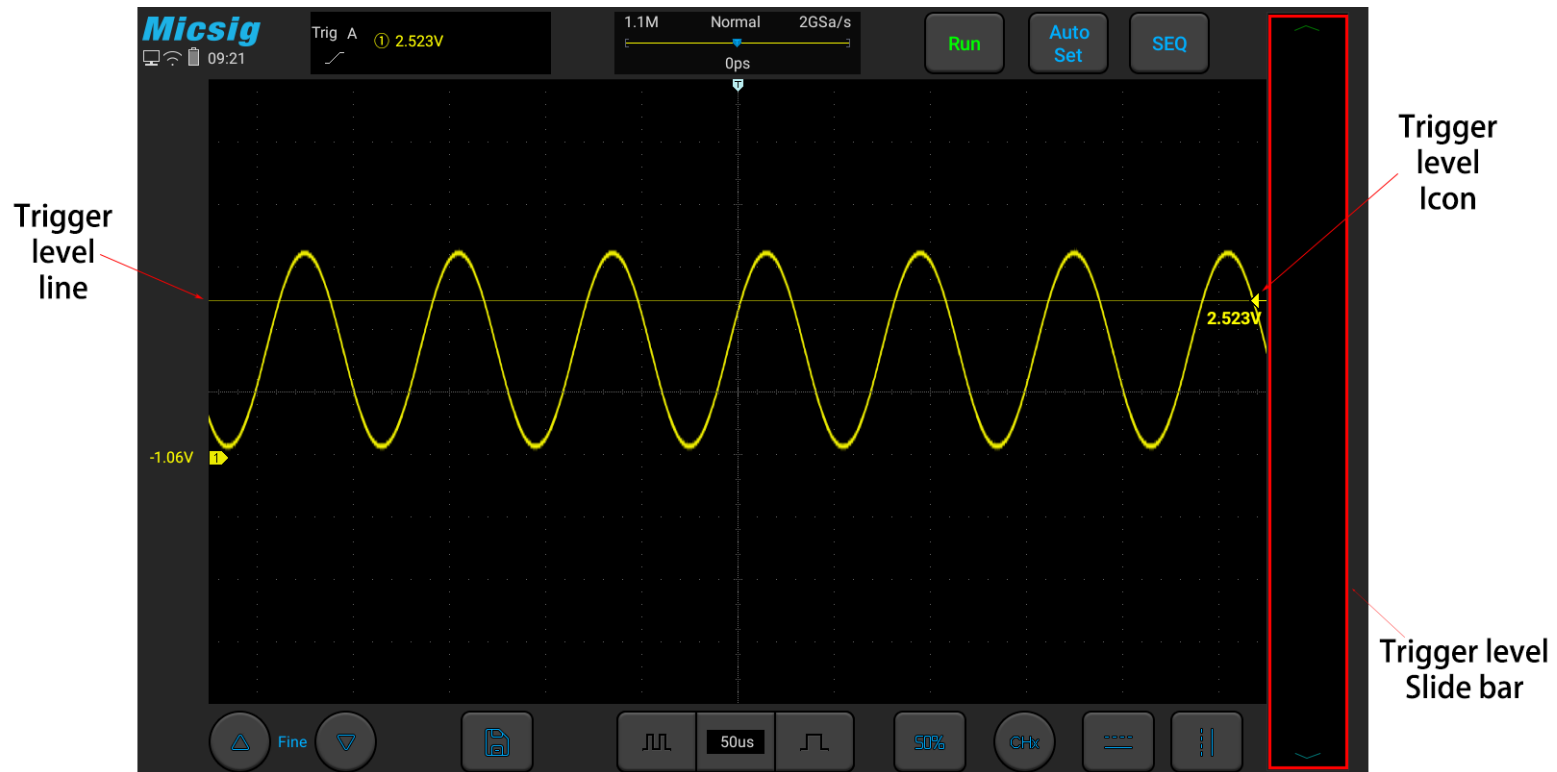 Micsig
09:21
Trig A
① 2.523V
1.1M Normal 2GSa/s
0ps
Run
Auto
Set
SEQ
T
Trigger
level
Icon
Trigger
level
line
2.523V
-1.06V
1
Trigger level
Slide bar
Fine
50us
50%
CHx